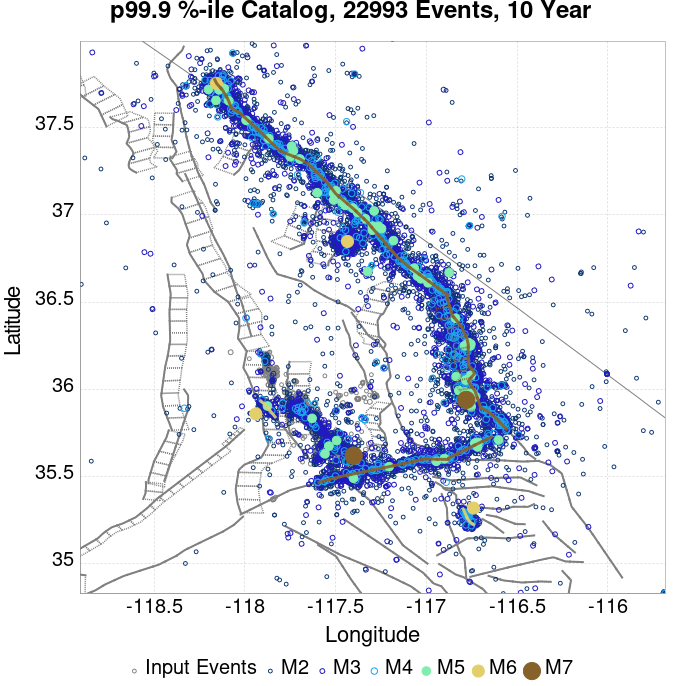 p99.9 %-ile Catalog, 22993 Events, 10 Year
37.5
37
36.5
36
35.5
35
Latitude
-118.5 -118 -117.5 -117 -116.5 -116
Longitude
Input Events M2 M3 M4 M5 M6 M7